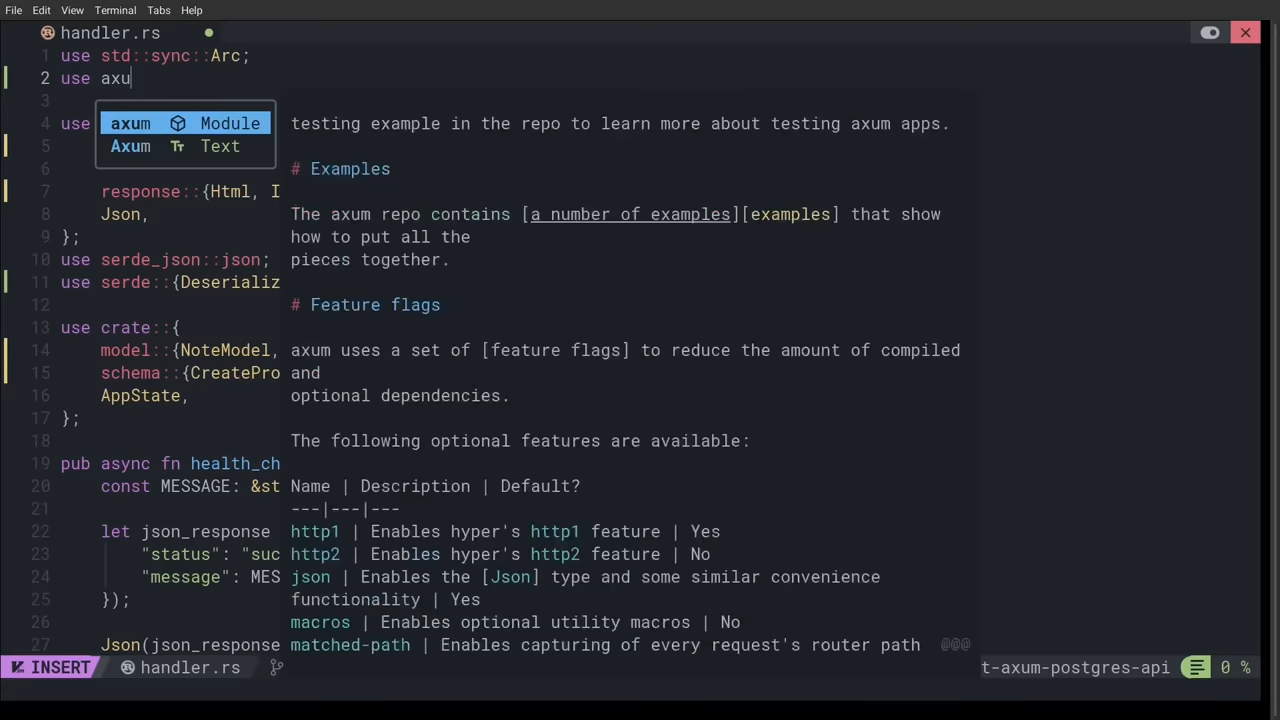 File Edit View Terminal Tabs Help
handler.rs
1 use std::sync::Arc;
2 use axu
3
4 use axum Module testing example in the repo to learn more about testing axum apps.
5 Axum Text
6 # Examples
7 response::{Html, I
8 Json, The axum repo contains [a number of examples][examples] that show
9 }; how to put all the
10 use serde_json::json; pieces together.
11 use serde::{Deserializ
12 # Feature flags
13 use crate::{
14 model::{NoteModel, axum uses a set of [feature flags] to reduce the amount of compiled
15 schema::{CreatePro and
16 AppState, optional dependencies.
17 };
18 The following optional features are available:
19 pub async fn health_ch
20 const MESSAGE: &st Name | Description | Default?
21 ---|---|---
22 let json_response http1 | Enables hyper's http1 feature | Yes
23 "status": "suc http2 | Enables hyper's http2 feature | No
24 "message": MES json | Enables the [Json] type and some similar convenience
25 }); functionality | Yes
26 macros | Enables optional utility macros | No
27 Json(json_response matched-path | Enables capturing of every request's router path @@@
INSERT handler.rs t-axum-postgres-api 0 %